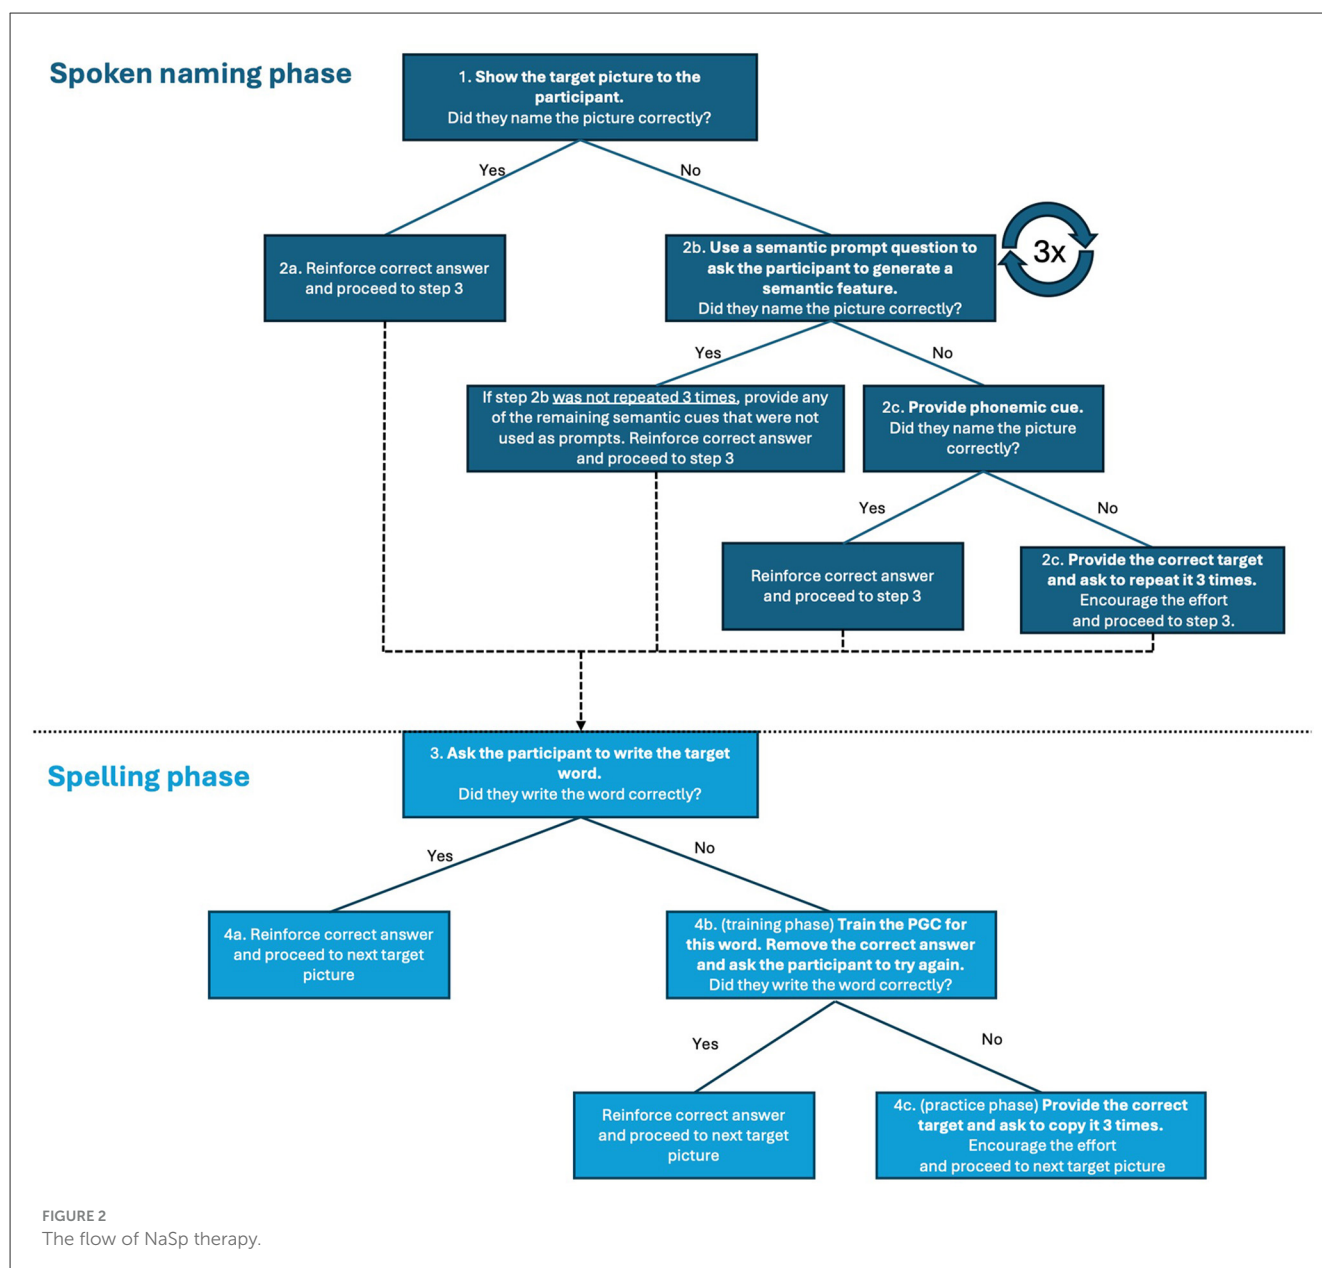 Spoken naming phase
1. Show the target picture to the
participant.
Did they name the picture correctly?
Yes
No
2a. Reinforce correct answer
and proceed to step 3
2b. Use a semantic prompt question to
ask the participant to generate a
semantic feature.
Did they name the picture correctly?
3x
Yes
No
If step 2b was not repeated 3 times, provide any
of the remaining semantic cues that were not
used as prompts. Reinforce correct answer
and proceed to step 3
2c. Provide phonemic cue.
Did they name the picture
correctly?
Yes
No
Reinforce correct answer
and proceed to step 3
2c. Provide the correct target
and ask to repeat it 3 times.
Encourage the effort
and proceed to step 3.
Spelling phase
3. Ask the participant to write the target
word.
Did they write the word correctly?
Yes
No
4a. Reinforce correct answer
and proceed to next target
picture
4b. (training phase) Train the PGC for
this word. Remove the correct answer
and ask the participant to try again.
Did they write the word correctly?
Yes
No
Reinforce correct answer
and proceed to next target
picture
4c. (practice phase) Provide the correct
target and ask to copy it 3 times.
Encourage the effort
and proceed to next target picture
FIGURE 2
The flow of NaSp therapy.